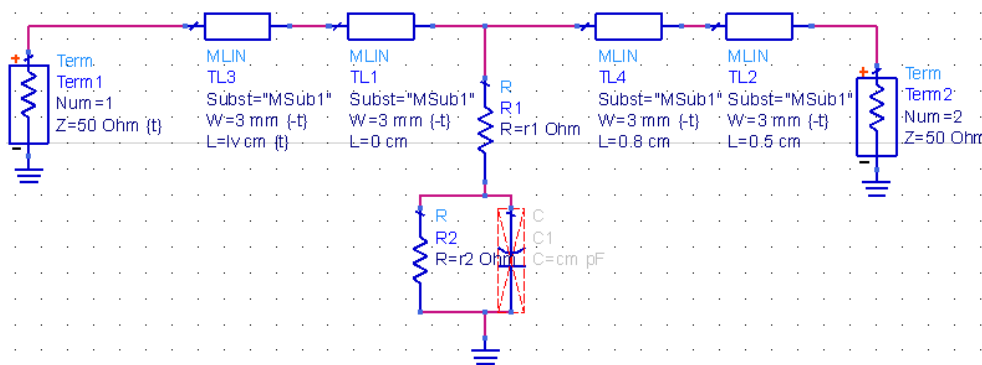 +
Term
Term1
Num=1
Z=50 Ohm {t}
-
MLIN
TL3
Subst="MSub1"
W=3 mm {-t}
L=lv cm {t}
MLIN
TL1
Subst="MSub1"
W=3 mm {-t}
L=0 cm
R
R1
R=r1 Ohm
MLIN
TL4
Subst="MSub1"
W=3 mm {-t}
L=0.8 cm
MLIN
TL2
Subst="MSub1"
W=3 mm {-t}
L=0.5 cm
+
Term
Term2
Num=2
Z=50 Ohm
-
R
R2
R=r2 Ohm
C
C1
C=cm pF